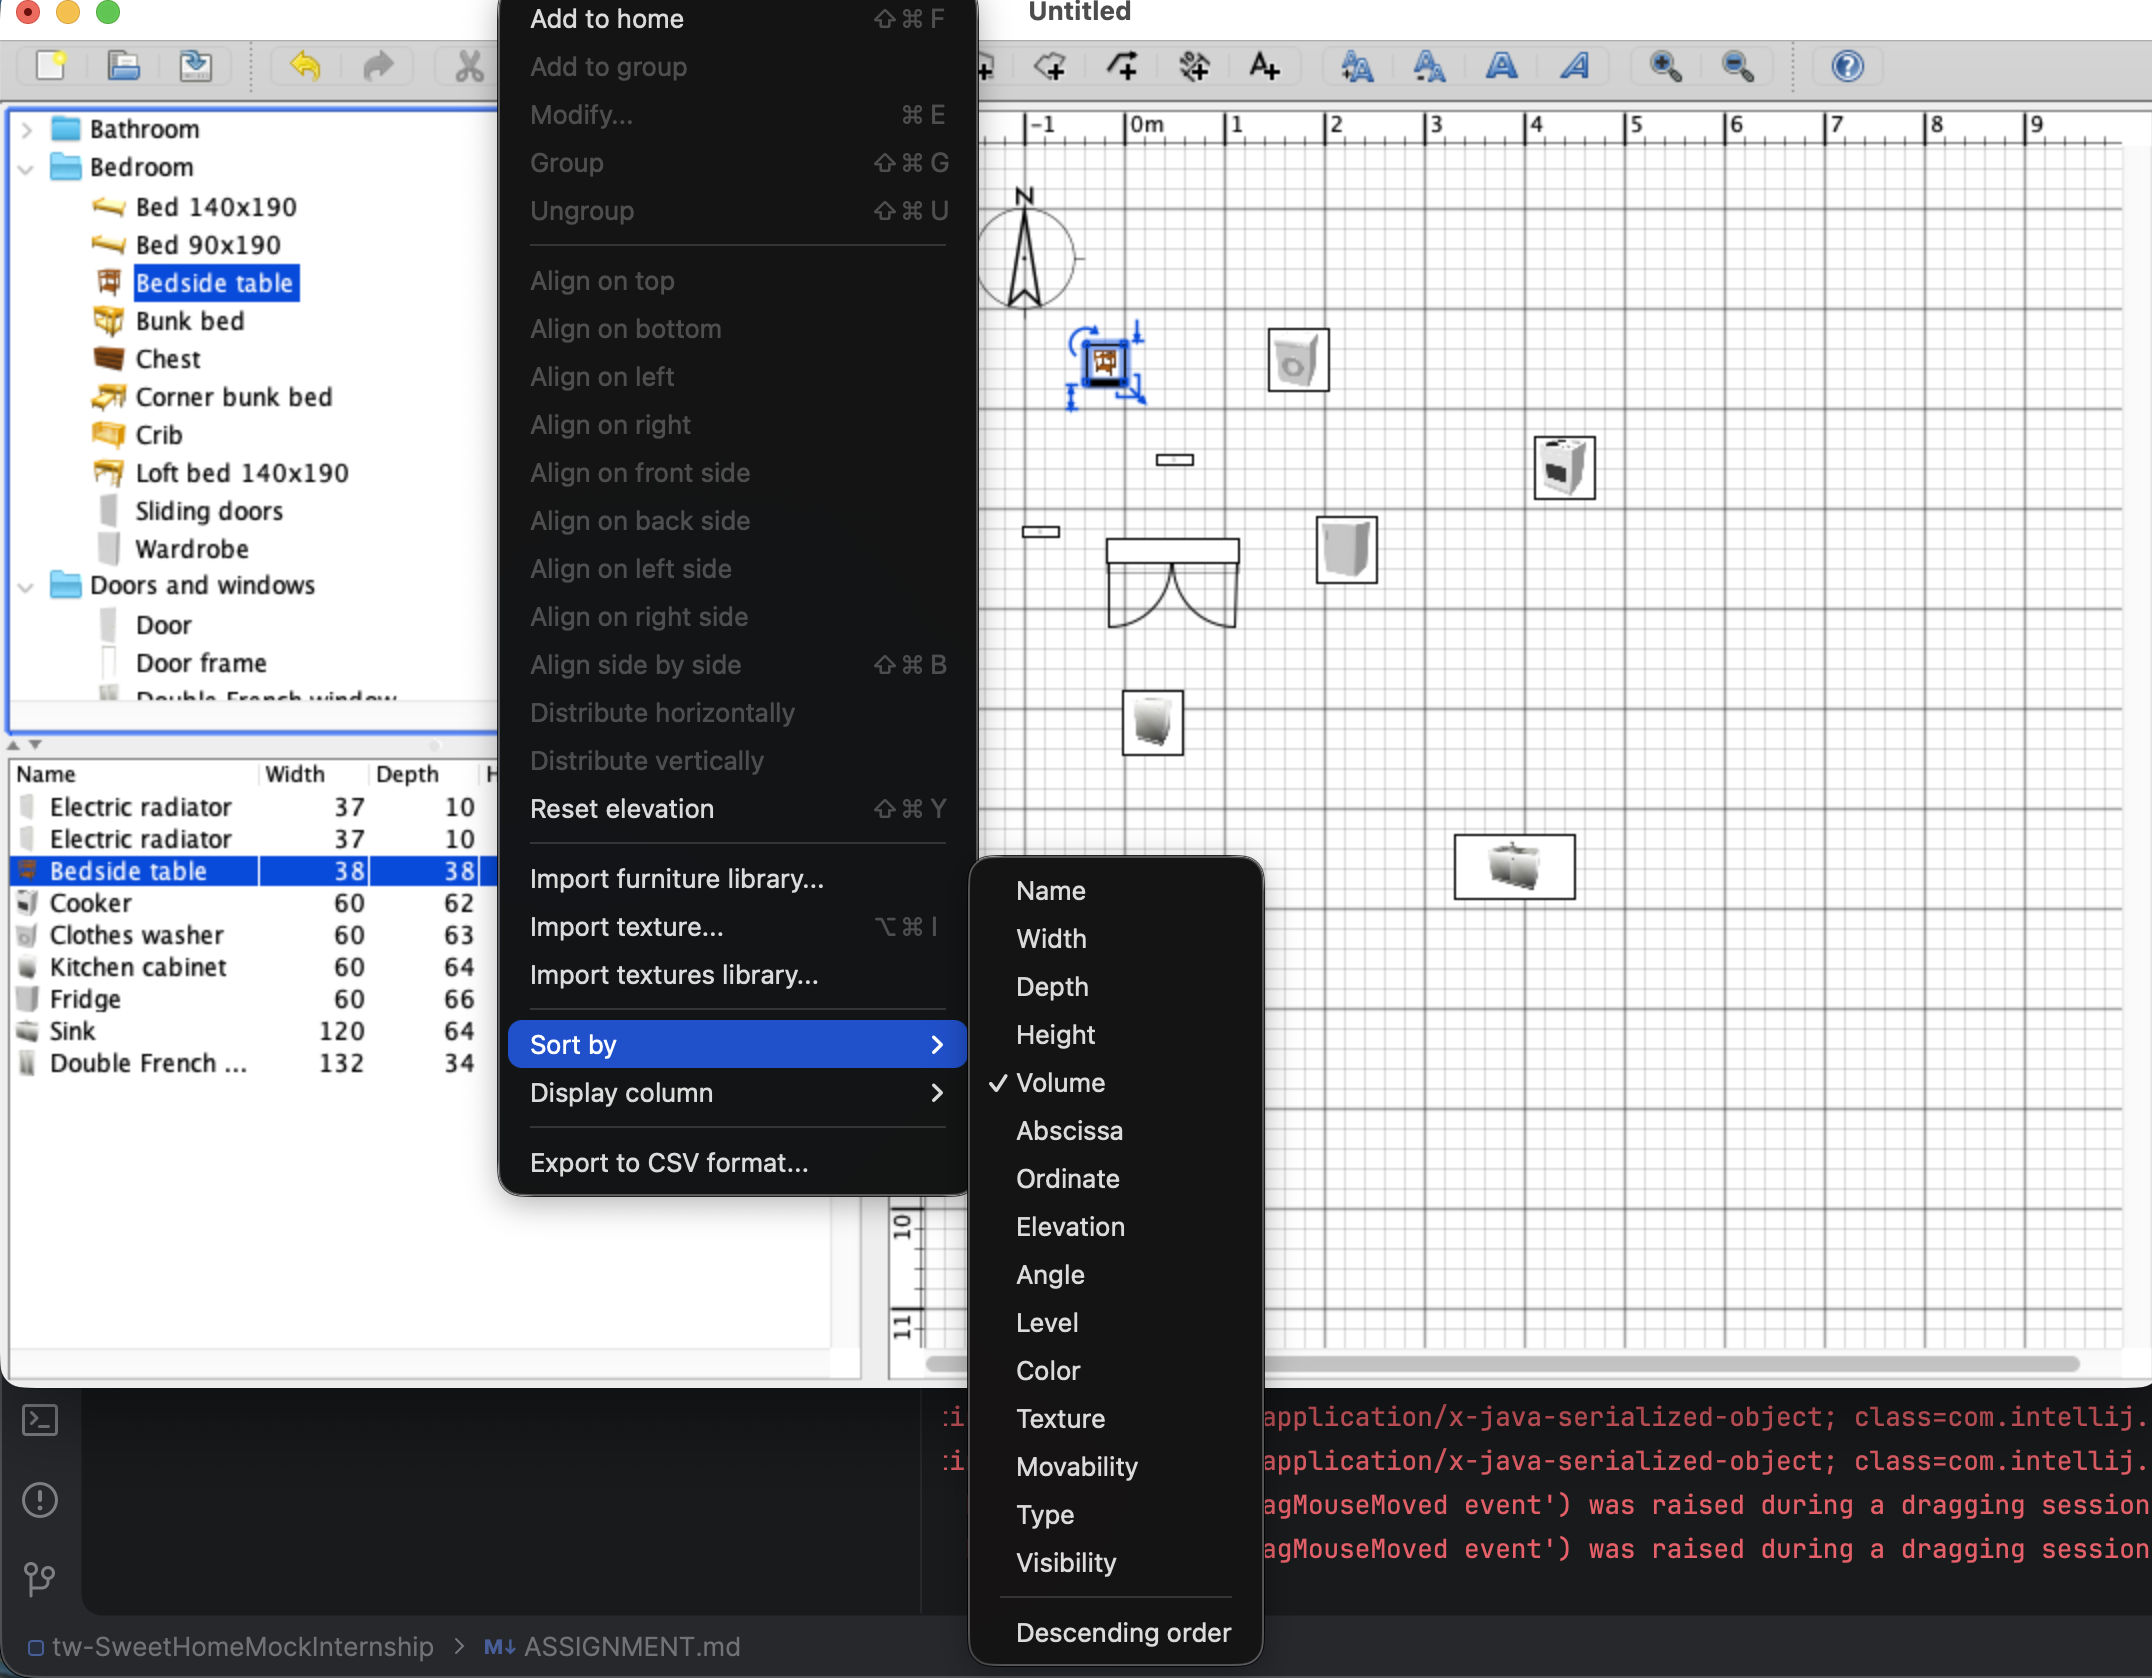 Untitled
-1 0m 1 2 3 4 5 6 7 8 9
N
Bathroom
Bedroom
Bed 140x190
Bed 90x190
Bedside table
Bunk bed
Chest
Corner bunk bed
Crib
Loft bed 140x190
Sliding doors
Wardrobe
Doors and windows
Door
Door frame
Double French window
Name Width Depth H
Electric radiator 37 10
Electric radiator 37 10
Bedside table 38 38
Cooker 60 62
Clothes washer 60 63
Kitchen cabinet 60 64
Fridge 60 66
Sink 120 64
Double French ... 132 34
Add to home ⇧⌘F
Add to group
Modify... ⌘E
Group ⇧⌘G
Ungroup ⇧⌘U
Align on top
Align on bottom
Align on left
Align on right
Align on front side
Align on back side
Align on left side
Align on right side
Align side by side ⇧⌘B
Distribute horizontally
Distribute vertically
Reset elevation ⇧⌘Y
Import furniture library...
Import texture... ⌥⌘I
Import textures library...
Sort by
Display column
Export to CSV format...
Name
Width
Depth
Height
✓ Volume
Abscissa
Ordinate
Elevation
Angle
Level
Color
Texture
Movability
Type
Visibility
Descending order
10
11
:i application/x-java-serialized-object; class=com.intellij.
:i application/x-java-serialized-object; class=com.intellij.
agMouseMoved event') was raised during a dragging session
agMouseMoved event') was raised during a dragging session
tw-SweetHomeMockInternship > M↓ ASSIGNMENT.md